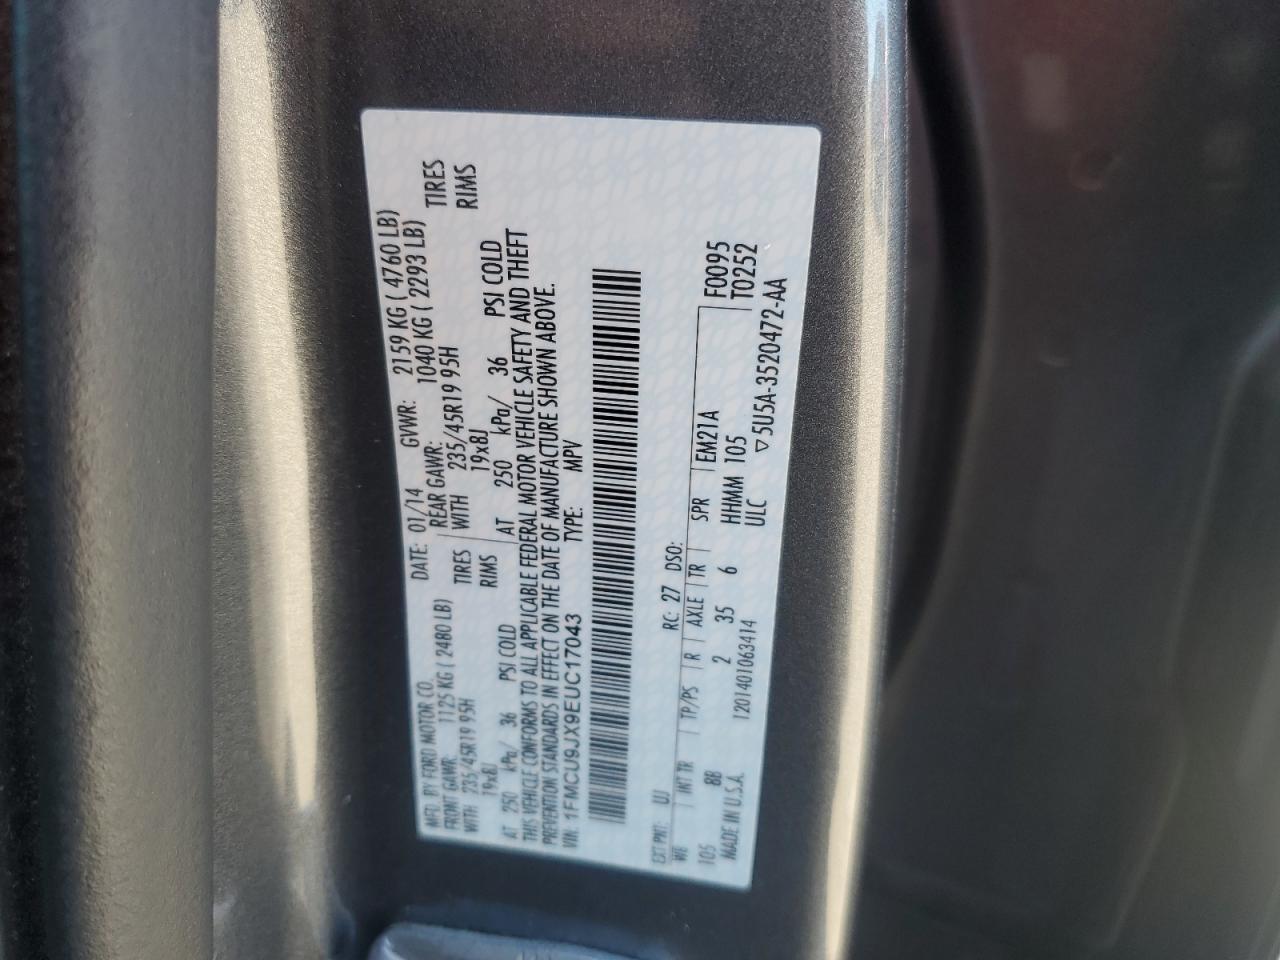 MFD. BY FORD MOTOR CO.
DATE: 01/14 GVWR: 2159 KG ( 4760 LB)
FRONT GAWR: 1125 KG ( 2480 LB) REAR GAWR: 1040 KG ( 2293 LB)
WITH 235/45R19 95H TIRES WITH 235/45R19 95H TIRES
19x8J RIMS 19x8J RIMS
AT 250 kPa/ 36 PSI COLD AT 250 kPa/ 36 PSI COLD
THIS VEHICLE CONFORMS TO ALL APPLICABLE FEDERAL MOTOR VEHICLE SAFETY AND THEFT
PREVENTION STANDARDS IN EFFECT ON THE DATE OF MANUFACTURE SHOWN ABOVE.
VIN: 1FMCU9JX9EUC17043 TYPE: MPV
EXT PNT: UJ RC: 27 DSO: F0095
WB INT TR TP/PS R AXLE TR SPR EM21A T0252
105 8B 2 35 6 HHMM 105
MADE IN U.S.A. 1201401063414 ULC ▽5U5A-3520472-AA